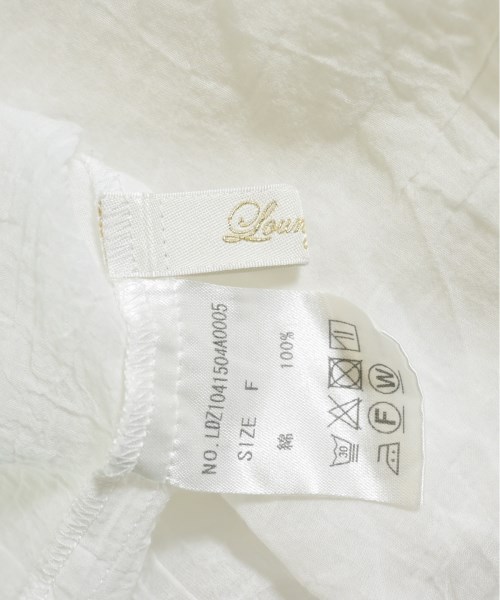 Loun
NO. LDZ1041504A0005
SIZE F
綿 100%
30
F W